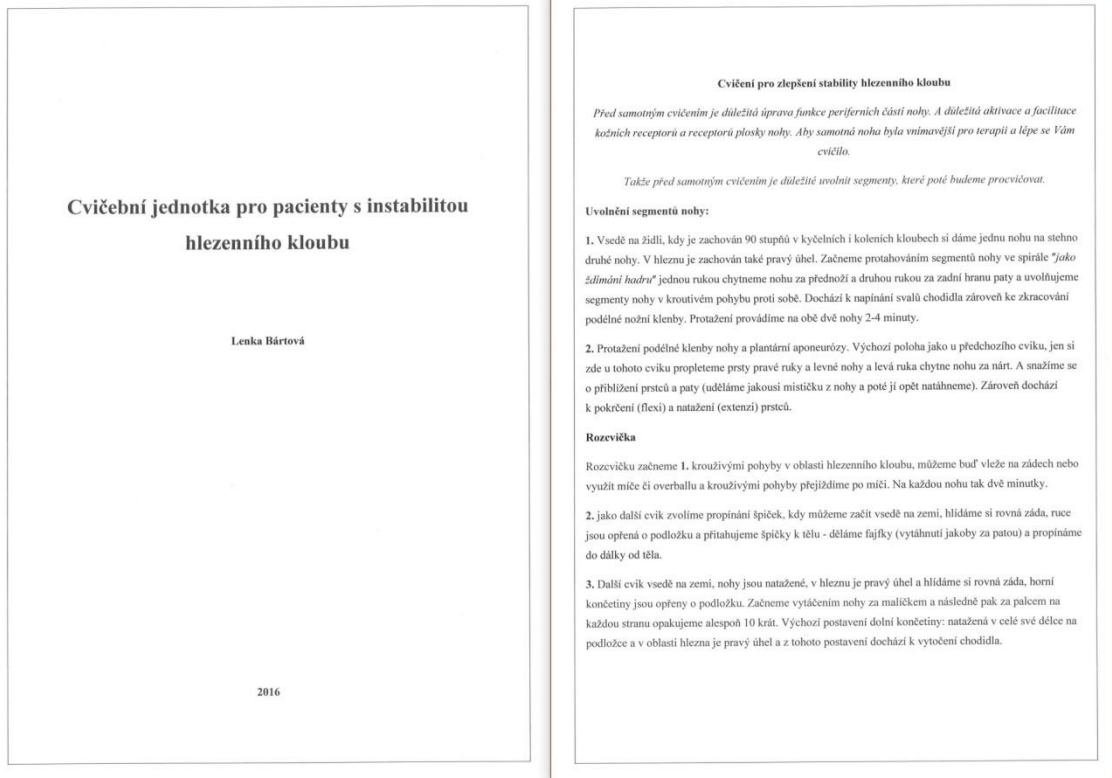 Cvičební jednotka pro pacienty s instabilitou
hlezenního kloubu
Lenka Bártová
2016
Cvičení pro zlepšení stability hlezenního kloubu
Před samotným cvičením je důležitá úprava funkce periferních částí nohy. A důležitá aktivace a facilitace
kožních receptorů a receptorů plosky nohy. Aby samotná noha byla vnímavější pro terapii a lépe se Vám
cvičilo.
Takže před samotným cvičením je důležité uvolnit segmenty, které poté budeme procvičovat.
Uvolnění segmentů nohy:
1. Vsedě na židli, kdy je zachován 90 stupňů v kyčelních i koleních kloubech si dáme jednu nohu na stehno
druhé nohy. V hleznu je zachován také pravý úhel. Začneme protahováním segmentů nohy ve spirále "jako
ždímání hadru" jednou rukou chytneme nohu za přednoží a druhou rukou za zadní hranu paty a uvolňujeme
segmenty nohy v kroutivém pohybu proti sobě. Dochází k napínání svalů chodidla zároveň ke zkracování
podélné nožní klenby. Protažení provádíme na obě dvě nohy 2-4 minuty.
2. Protažení podélné klenby nohy a plantární aponeurózy. Výchozí poloha jako u předchozího cviku, jen si
zde u tohoto cviku propleteme prsty pravé ruky a levné nohy a levá ruka chytne nohu za nárt. A snažíme se
o přiblížení prstců a paty (uděláme jakousi mističku z nohy a poté jí opět natáhneme). Zároveň dochází
k pokrčení (flexi) a natažení (extenzi) prstců.
Rozcvička
Rozcvičku začneme 1. krouživými pohyby v oblasti hlezenního kloubu, můžeme buď vleže na zádech nebo
využít míče či overballu a krouživými pohyby přejíždíme po míči. Na každou nohu tak dvě minutky.
2. jako další cvik zvolíme propínání špiček, kdy můžeme začít vsedě na zemi, hlídáme si rovná záda, ruce
jsou opřená o podložku a přitahujeme špičky k tělu - děláme fajfky (vytáhnutí jakoby za patou) a propínáme
do dálky od těla.
3. Další cvik vsedě na zemi, nohy jsou natažené, v hleznu je pravý úhel a hlídáme si rovná záda, horní
končetiny jsou opřeny o podložku. Začneme vytáčením nohy za malíčkem a následně pak za palcem na
každou stranu opakujeme alespoň 10 krát. Výchozí postavení dolní končetiny: natažená v celé své délce na
podložce a v oblasti hlezna je pravý úhel a z tohoto postavení dochází k vytočení chodidla.